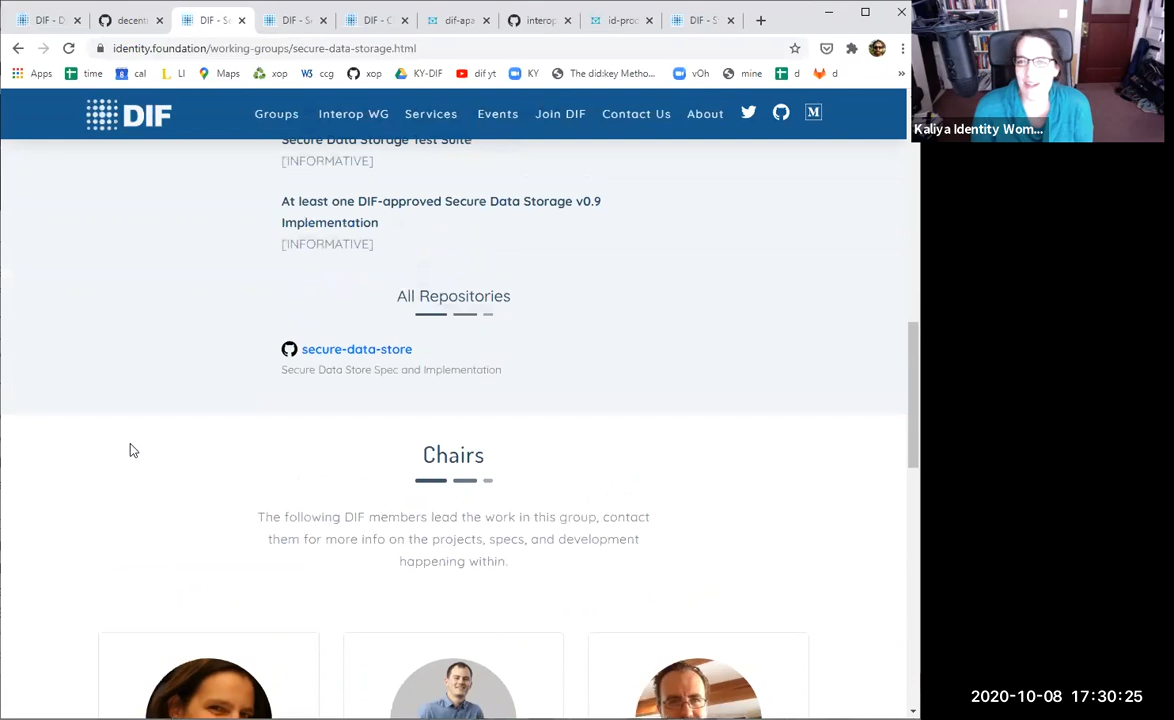 DIF - D
decent
DIF - S
DIF - S
DIF - C
dif-apa
interop
id-proo
DIF - S
identity.foundation/working-groups/secure-data-storage.html
Apps
time
cal
LI
Maps
xop
ccg
xop
KY-DIF
dif yt
KY
The did:key Metho...
vOh
mine
d
d
DIF
Groups
Interop WG
Services
Events
Join DIF
Contact Us
About
Kaliya Identity Wom...
Secure Data Storage Test Suite
[INFORMATIVE]
At least one DIF-approved Secure Data Storage v0.9
Implementation
[INFORMATIVE]
All Repositories
secure-data-store
Secure Data Store Spec and Implementation
Chairs
The following DIF members lead the work in this group, contact
them for more info on the projects, specs, and development
happening within.
2020-10-08 17:30:25